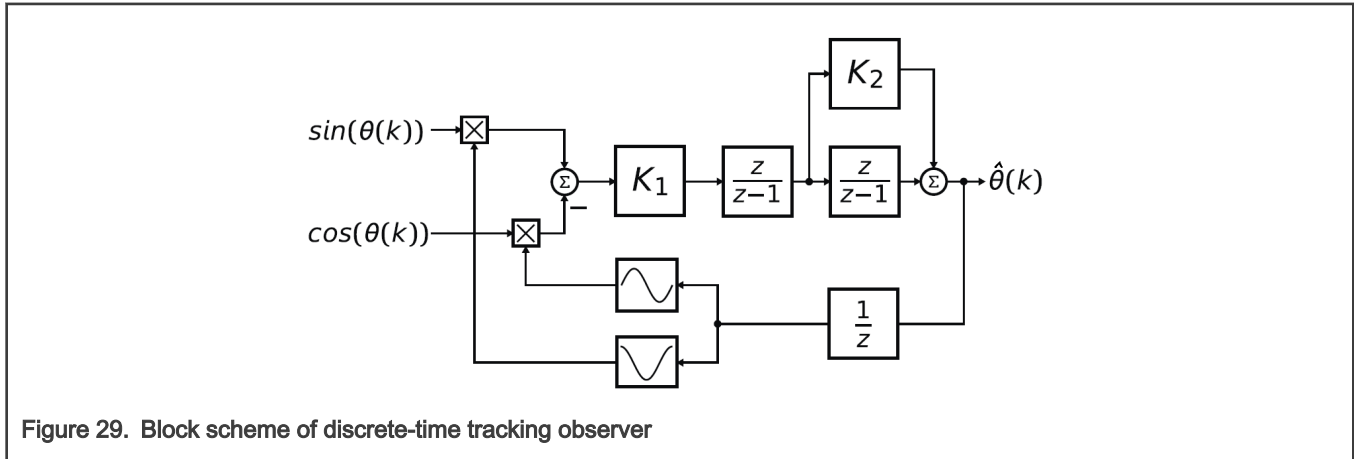 K₂
sin(θ(k))
Σ
K₁
z
z−1
z
z−1
Σ
θ̂(k)
−
cos(θ(k))
1
z
Figure 29. Block scheme of discrete-time tracking observer